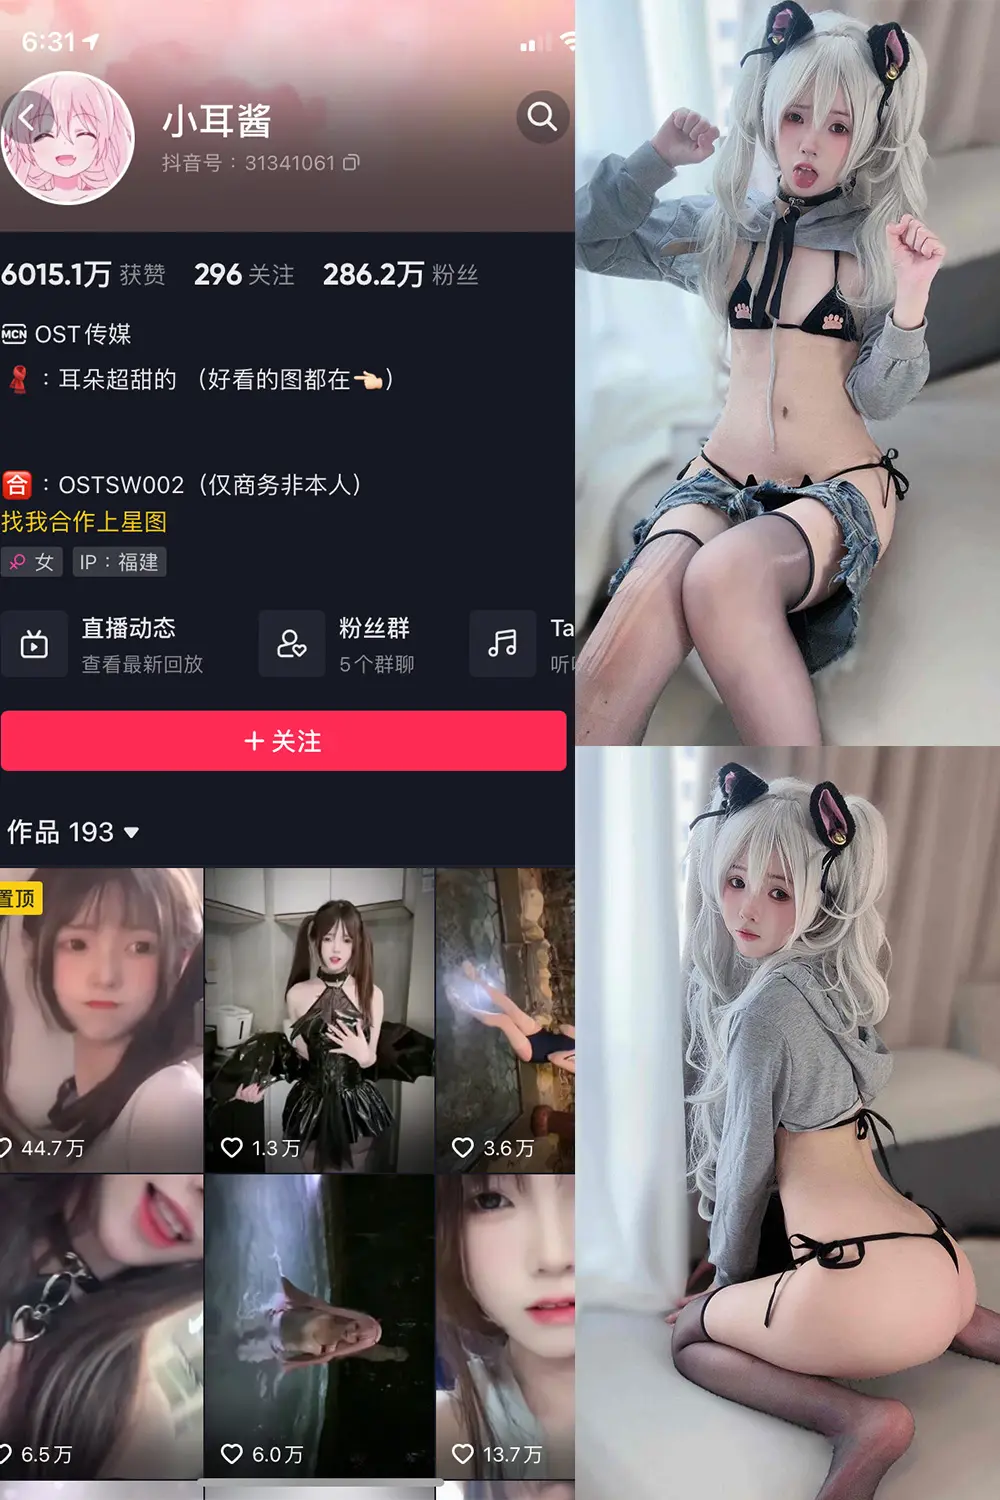 6:31
小耳酱
抖音号：31341061
6015.1万 获赞 296 关注 286.2万 粉丝
MCN OST传媒
：耳朵超甜的 （好看的图都在👈🏻）
合：OSTSW002（仅商务非本人）
找我合作上星图
女 IP：福建
直播动态
查看最新回放
粉丝群
5个群聊
Ta
听
+ 关注
作品 193
置顶
44.7万
1.3万
3.6万
6.5万
6.0万
13.7万